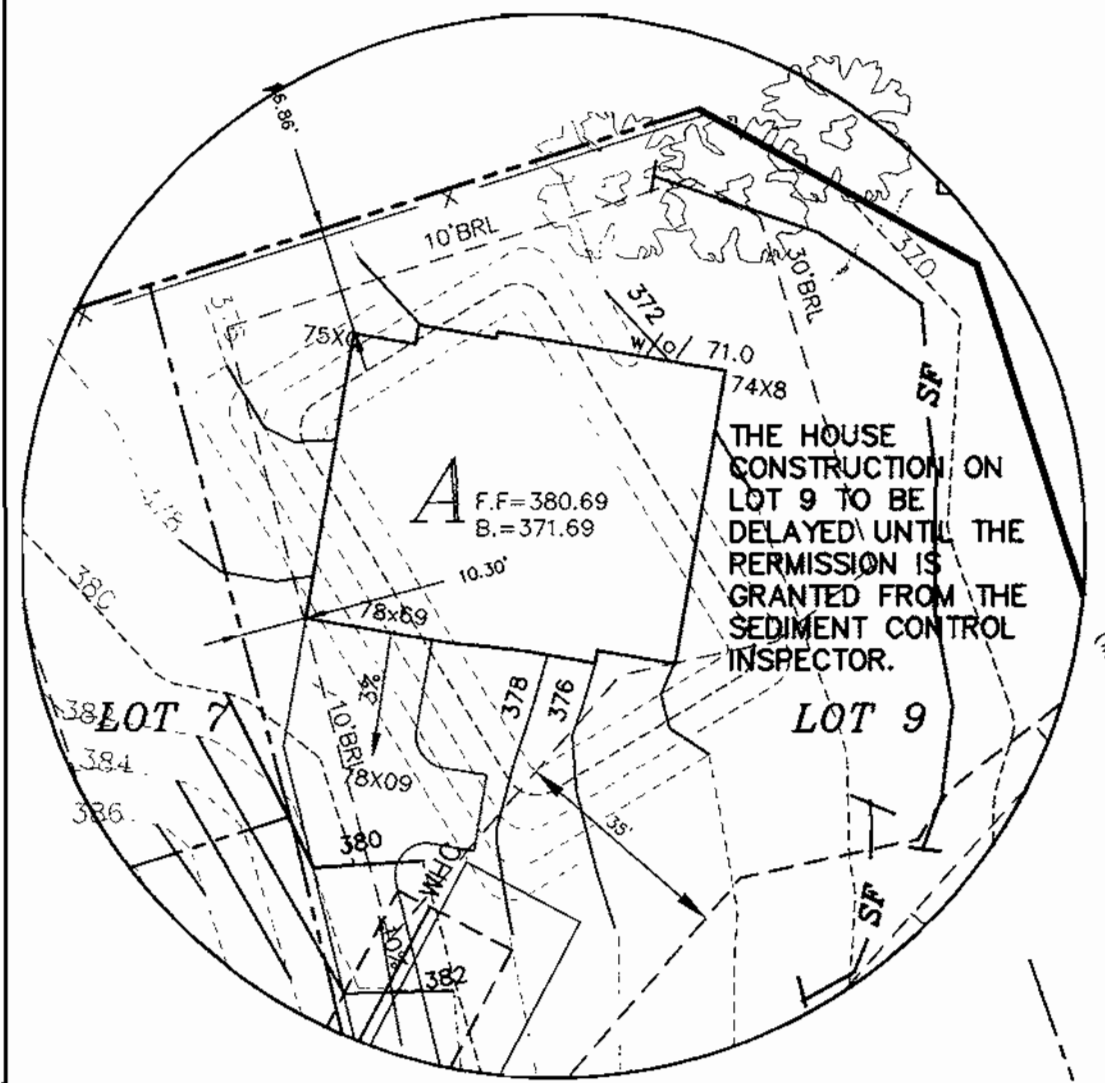 6.86'
10'BRL
30'BRL
370
372
W/O/ 71.0
74X8
SF
THE HOUSE
CONSTRUCTION ON
LOT 9 TO BE
DELAYED UNTIL THE
PERMISSION IS
GRANTED FROM THE
SEDIMENT CONTROL
INSPECTOR.
A
F.F=380.69
B.=371.69
10.30'
78x69
380
378
376
LOT 7
LOT 9
384
10'BRL
78X09
386
35'
380
DHW
SF
10%
382